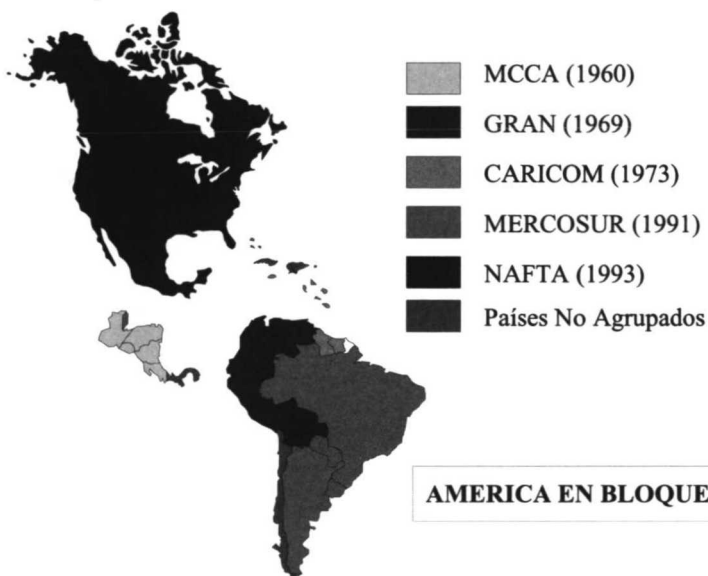 MCCA (1960)
GRAN (1969)
CARICOM (1973)
MERCOSUR (1991)
NAFTA (1993)
Países No Agrupados
AMERICA EN BLOQUE